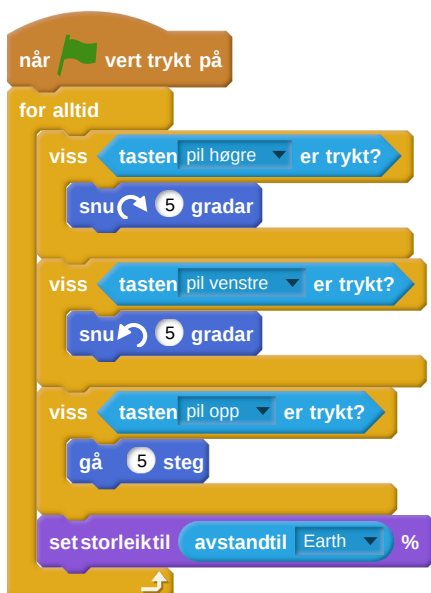 når vert trykt på
for alltid
viss tasten pil høgre er trykt?
snu 5 gradar
viss tasten pil venstre er trykt?
snu 5 gradar
viss tasten pil opp er trykt?
gå 5 steg
set storleik til avstand til Earth %